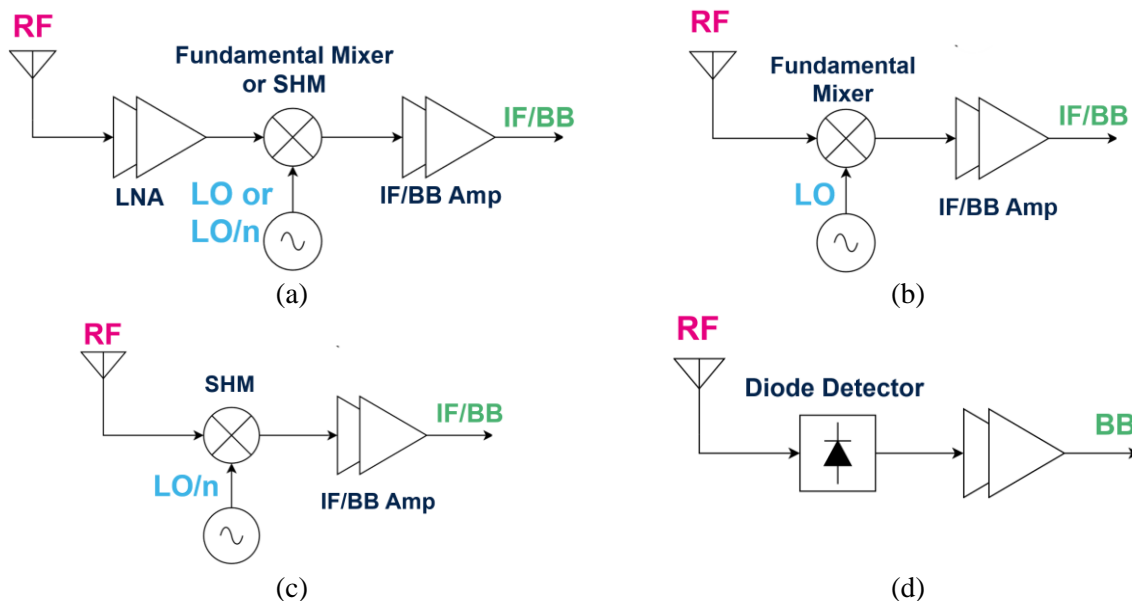 RF
Fundamental Mixer
or SHM
IF/BB
LNA
LO or
LO/n
IF/BB Amp
(a)
RF
Fundamental
Mixer
IF/BB
LO
IF/BB Amp
(b)
RF
SHM
IF/BB
LO/n
IF/BB Amp
(c)
RF
Diode Detector
BB
(d)